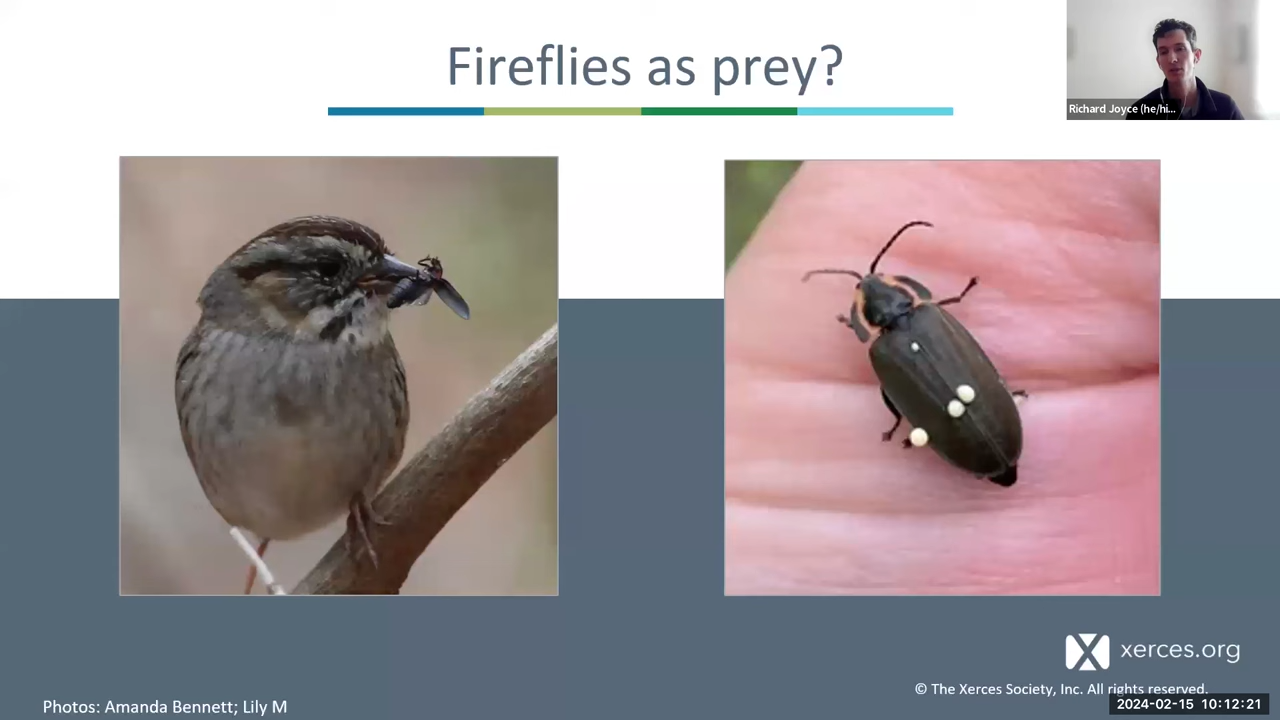 Fireflies as prey?
Richard Joyce (he/hi...
xerces.org
© The Xerces Society, Inc. All rights reserved.
2024-02-15 10:12:21
Photos: Amanda Bennett; Lily M